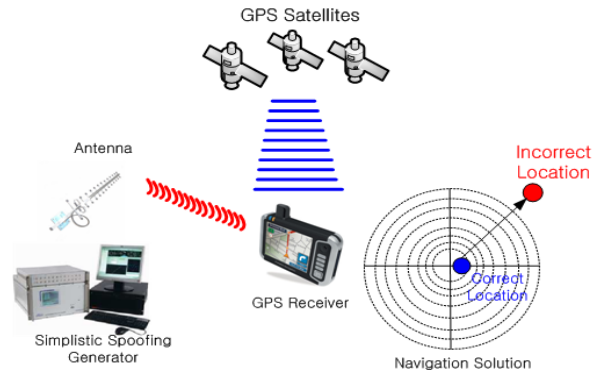 GPS Satellites
Antenna
Incorrect
Location
Correct
Location
GPS Receiver
Simplistic Spoofing
Generator
Navigation Solution